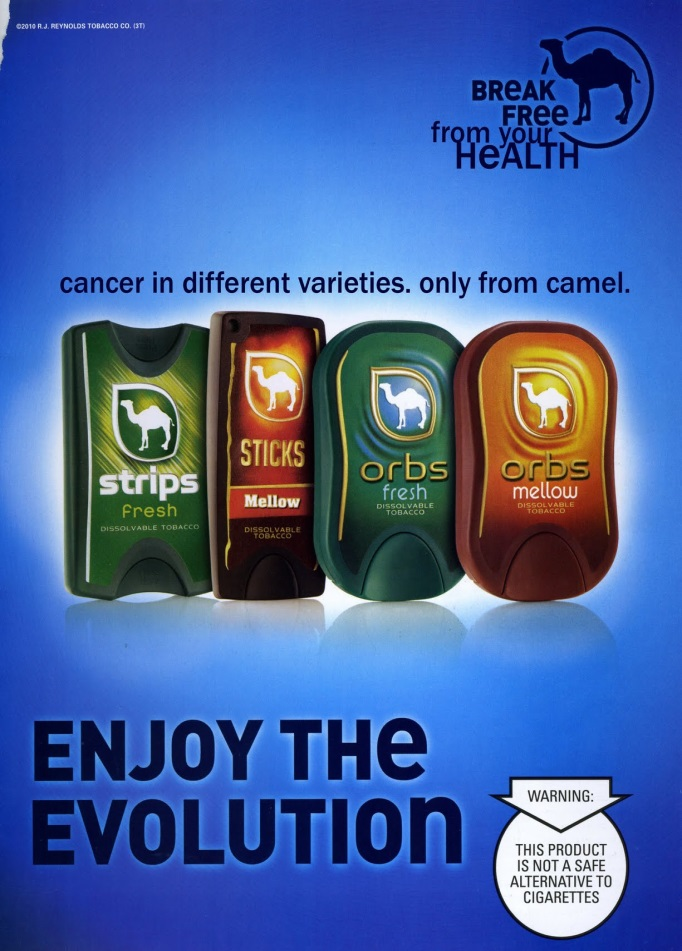 ©2010 R.J. REYNOLDS TOBACCO CO. (3T)
BReAK
FRee
from your
HeALTH
cancer in different varieties. only from camel.
strips
fresh
DISSOLVABLE TOBACCO
STICKS
Mellow
DISSOLVABLE
TOBACCO
orbs
fresh
DISSOLVABLE
TOBACCO
orbs
mellow
DISSOLVABLE
TOBACCO
ENJOY THe
EVOLUTIOn
WARNING:
THIS PRODUCT
IS NOT A SAFE
ALTERNATIVE TO
CIGARETTES